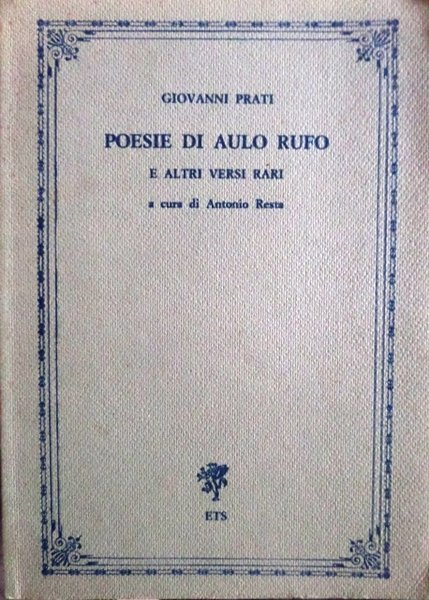 GIOVANNI PRATI
POESIE DI AULO RUFO
E ALTRI VERSI RARI
a cura di Antonio Resta
ETS